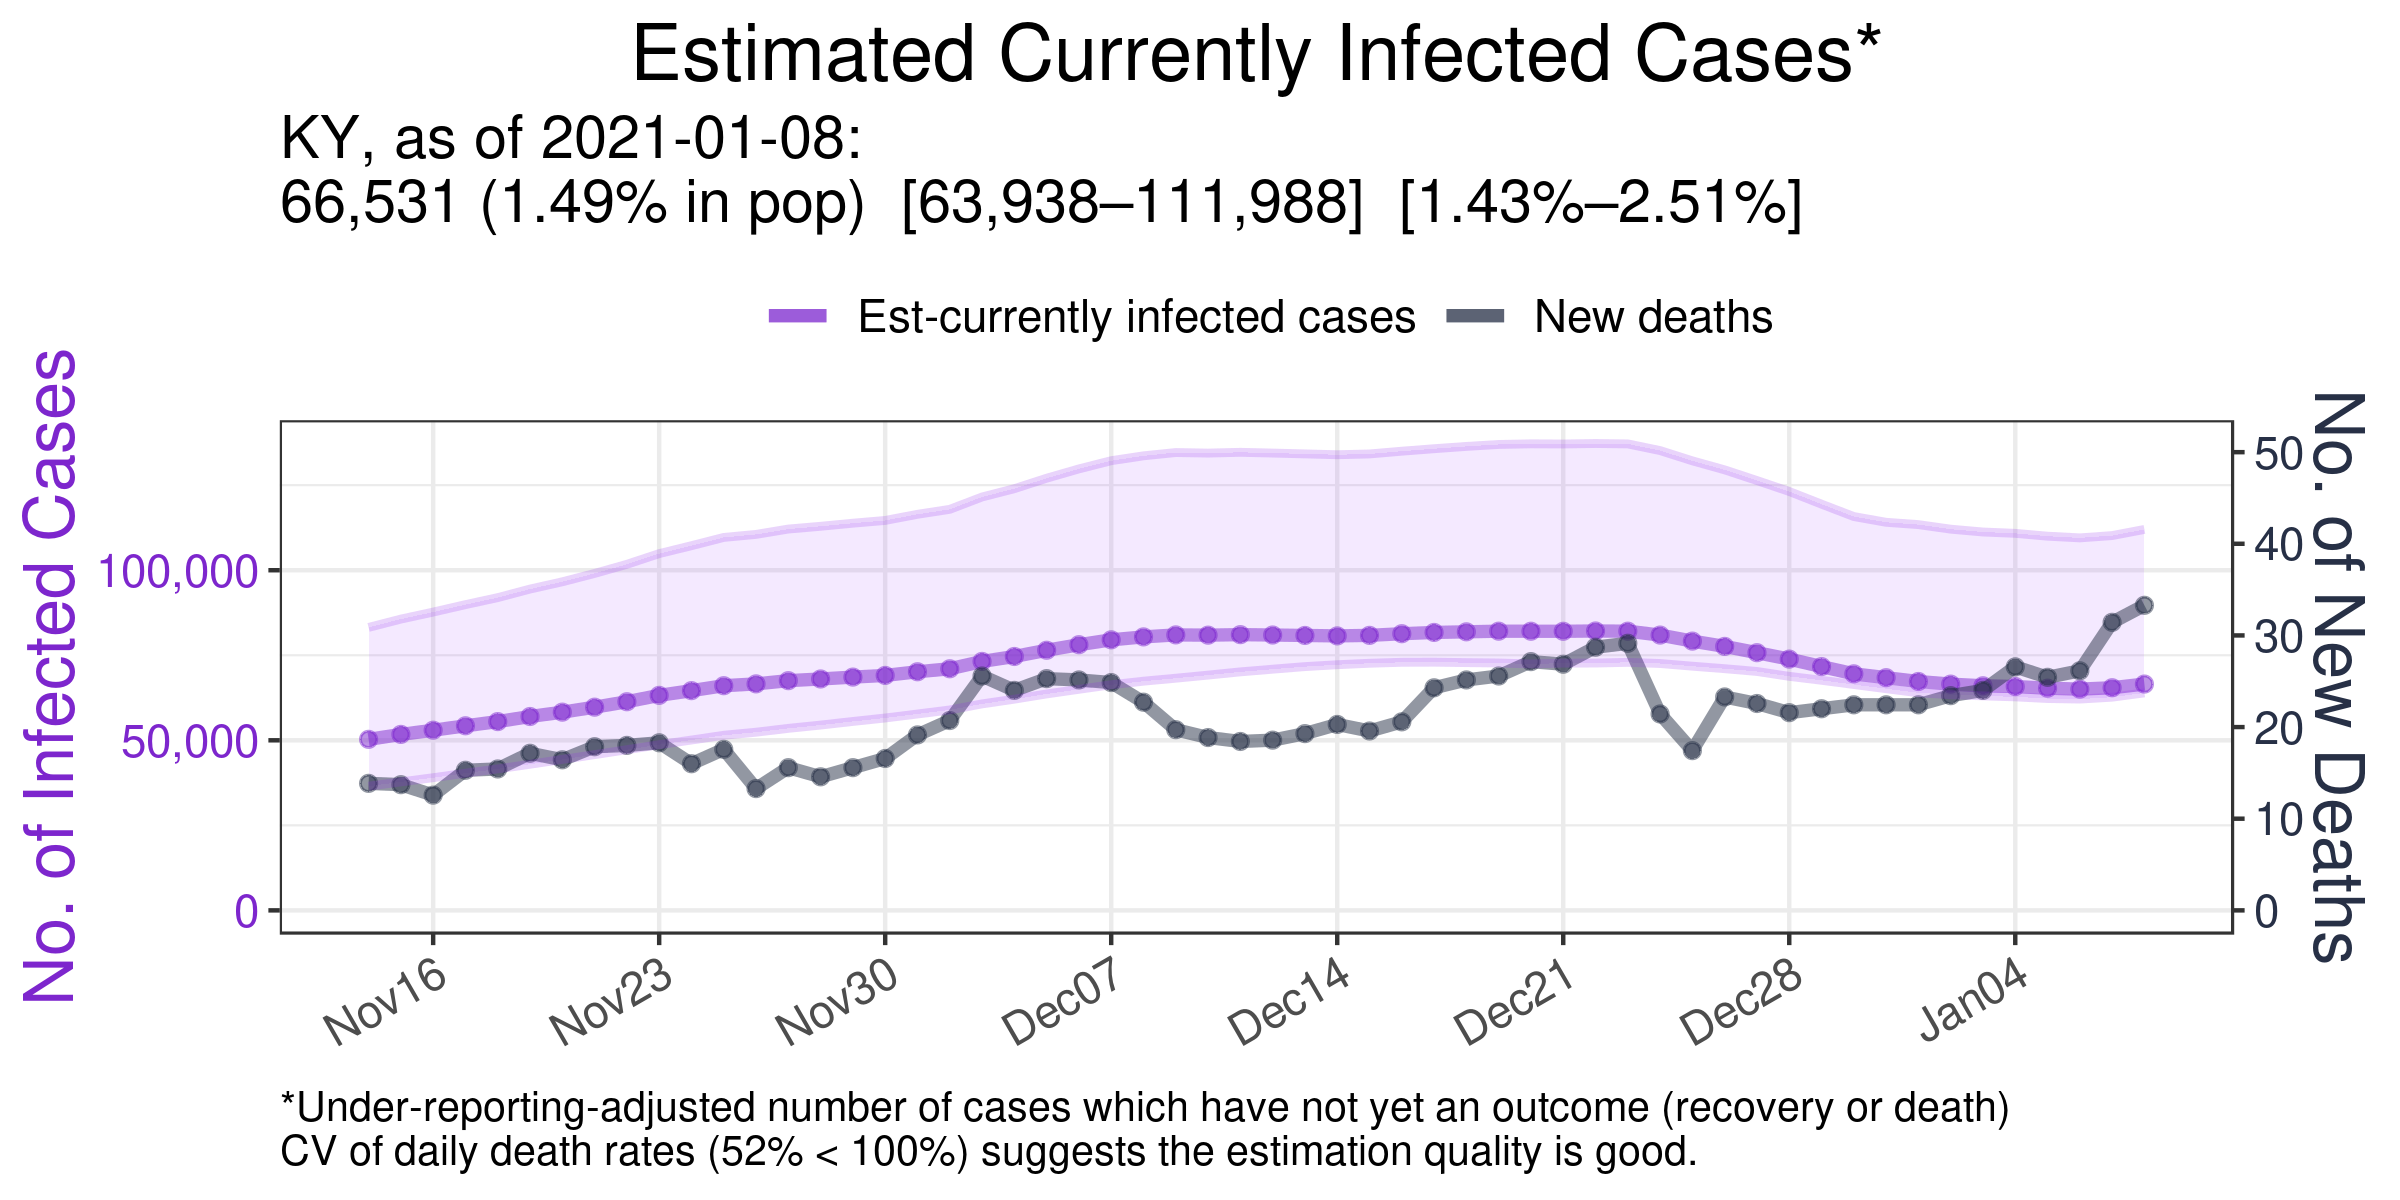 Estimated Currently Infected Cases*
KY, as of 2021-01-08:
66,531 (1.49% in pop) [63,938–111,988] [1.43%–2.51%]
Est-currently infected cases
New deaths
No. of Infected Cases
100,000
50,000
0
50
40
30
20
10
0
No. of New Deaths
Nov16
Nov23
Nov30
Dec07
Dec14
Dec21
Dec28
Jan04
*Under-reporting-adjusted number of cases which have not yet an outcome (recovery or death)
CV of daily death rates (52% < 100%) suggests the estimation quality is good.